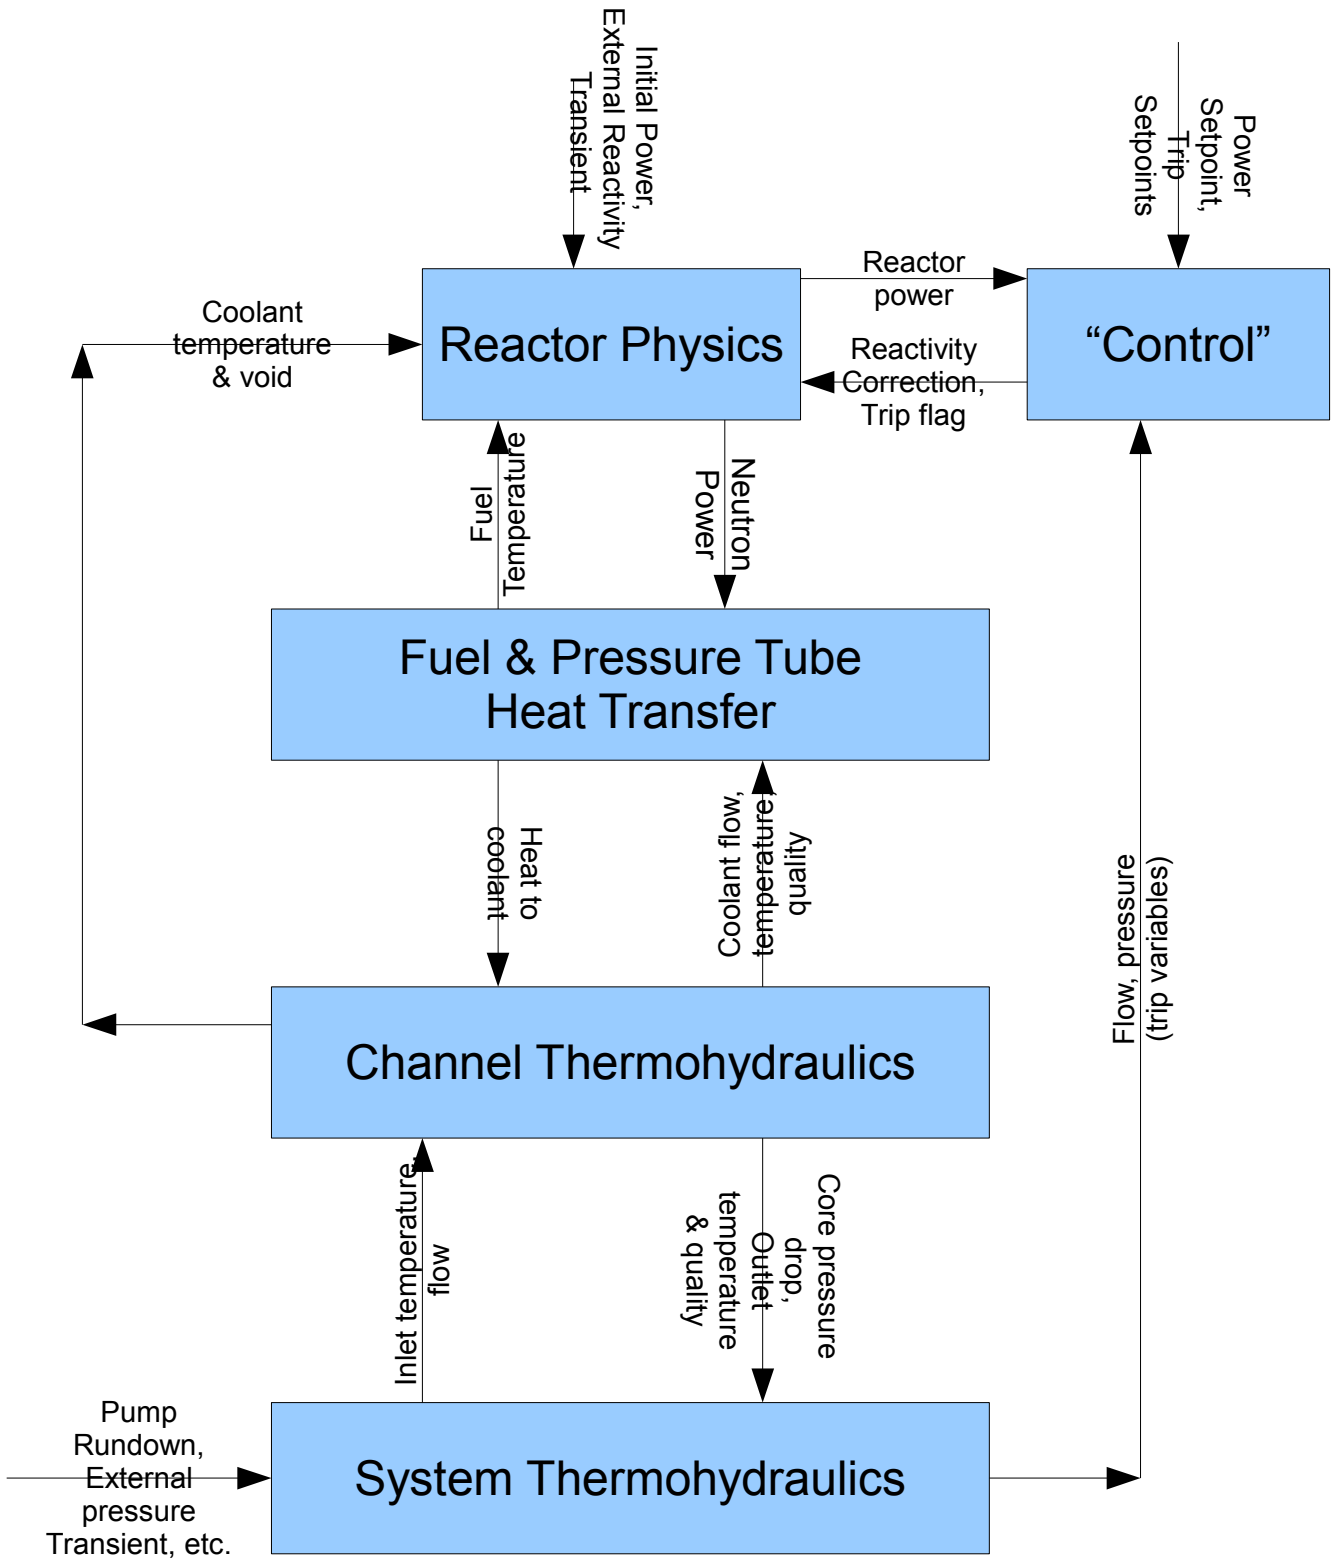 Initial Power,
External Reactivity
Transient
Power
Setpoint,
Trip
Setpoints
Reactor
power
Coolant
temperature
& void
Reactor Physics
“Control”
Reactivity
Correction,
Trip flag
Fuel
Temperature
Neutron
Power
Fuel & Pressure Tube
Heat Transfer
Heat to
coolant
Coolant flow,
temperature,
quality
Flow, pressure
(trip variables)
Channel Thermohydraulics
Inlet temperature,
flow
Core pressure
drop,
Outlet
temperature
& quality
Pump
Rundown,
External
pressure
Transient, etc.
System Thermohydraulics